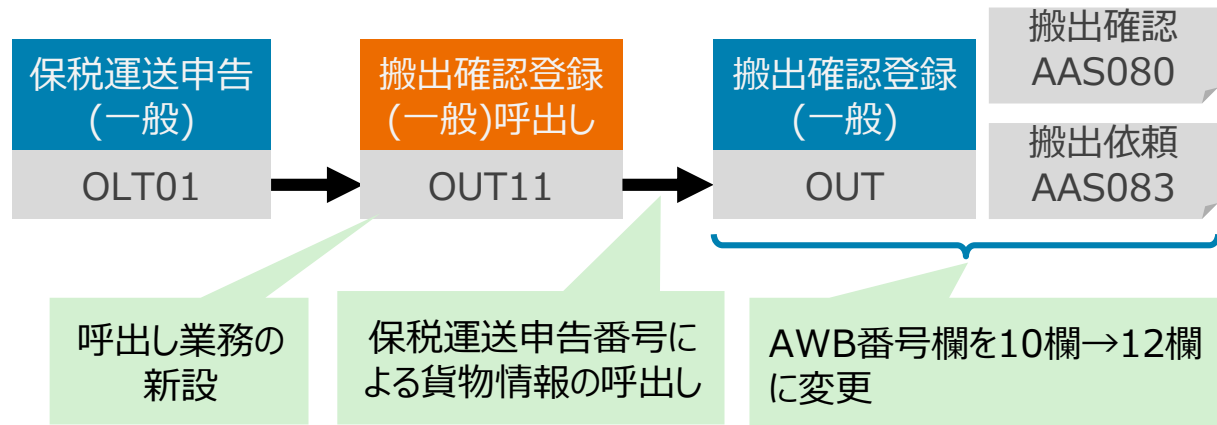 保税運送申告
(一般)
OLT01
搬出確認登録
(一般)呼出し
OUT11
搬出確認登録
(一般)
OUT
搬出確認
AAS080
搬出依頼
AAS083
呼出し業務の
新設
保税運送申告番号に
よる貨物情報の呼出し
AWB番号欄を10欄→12欄
に変更